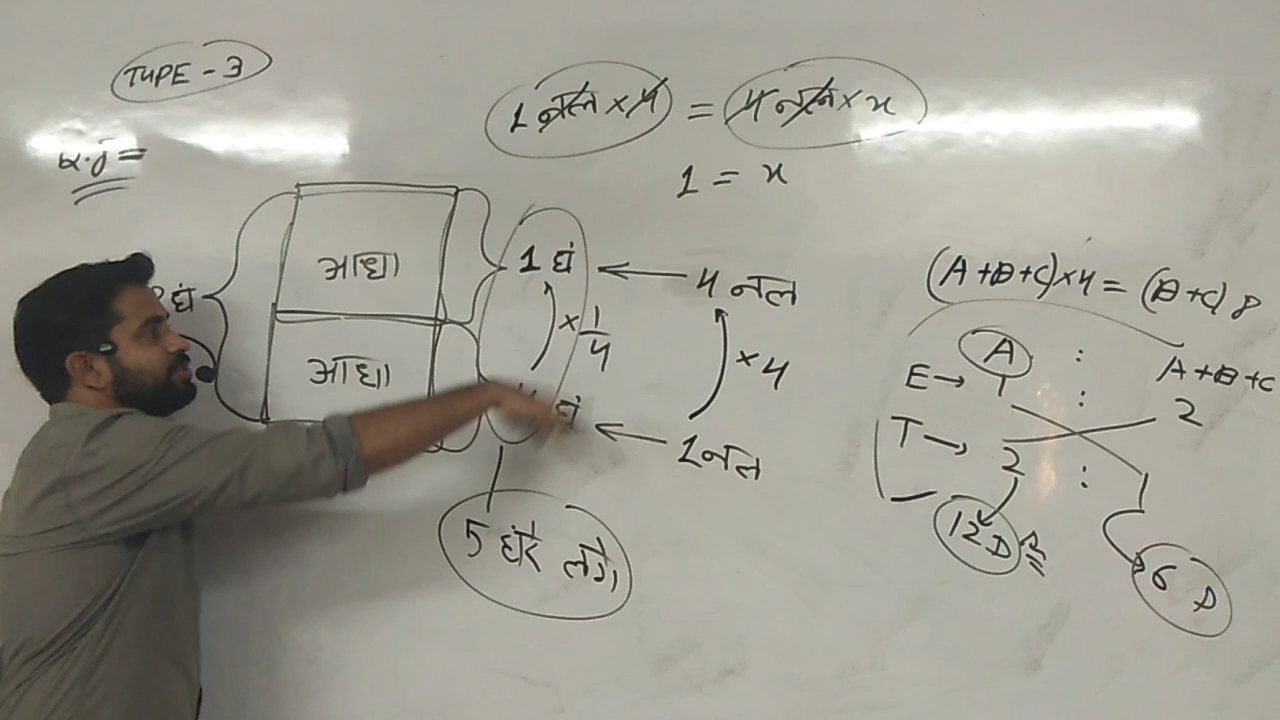 TYPE - 3
1 नल × 4 = 4 नल × x
1 = x
आधा
1 घं ← 4 नल
× 1/4
× 4
आधा
घं ← 1 नल
5 घंटे लगे
(A+B+C)×4 = (B+C) 8
A : A+B+C
E → 1 : 2
T → 2 : 1
12 D
6 D